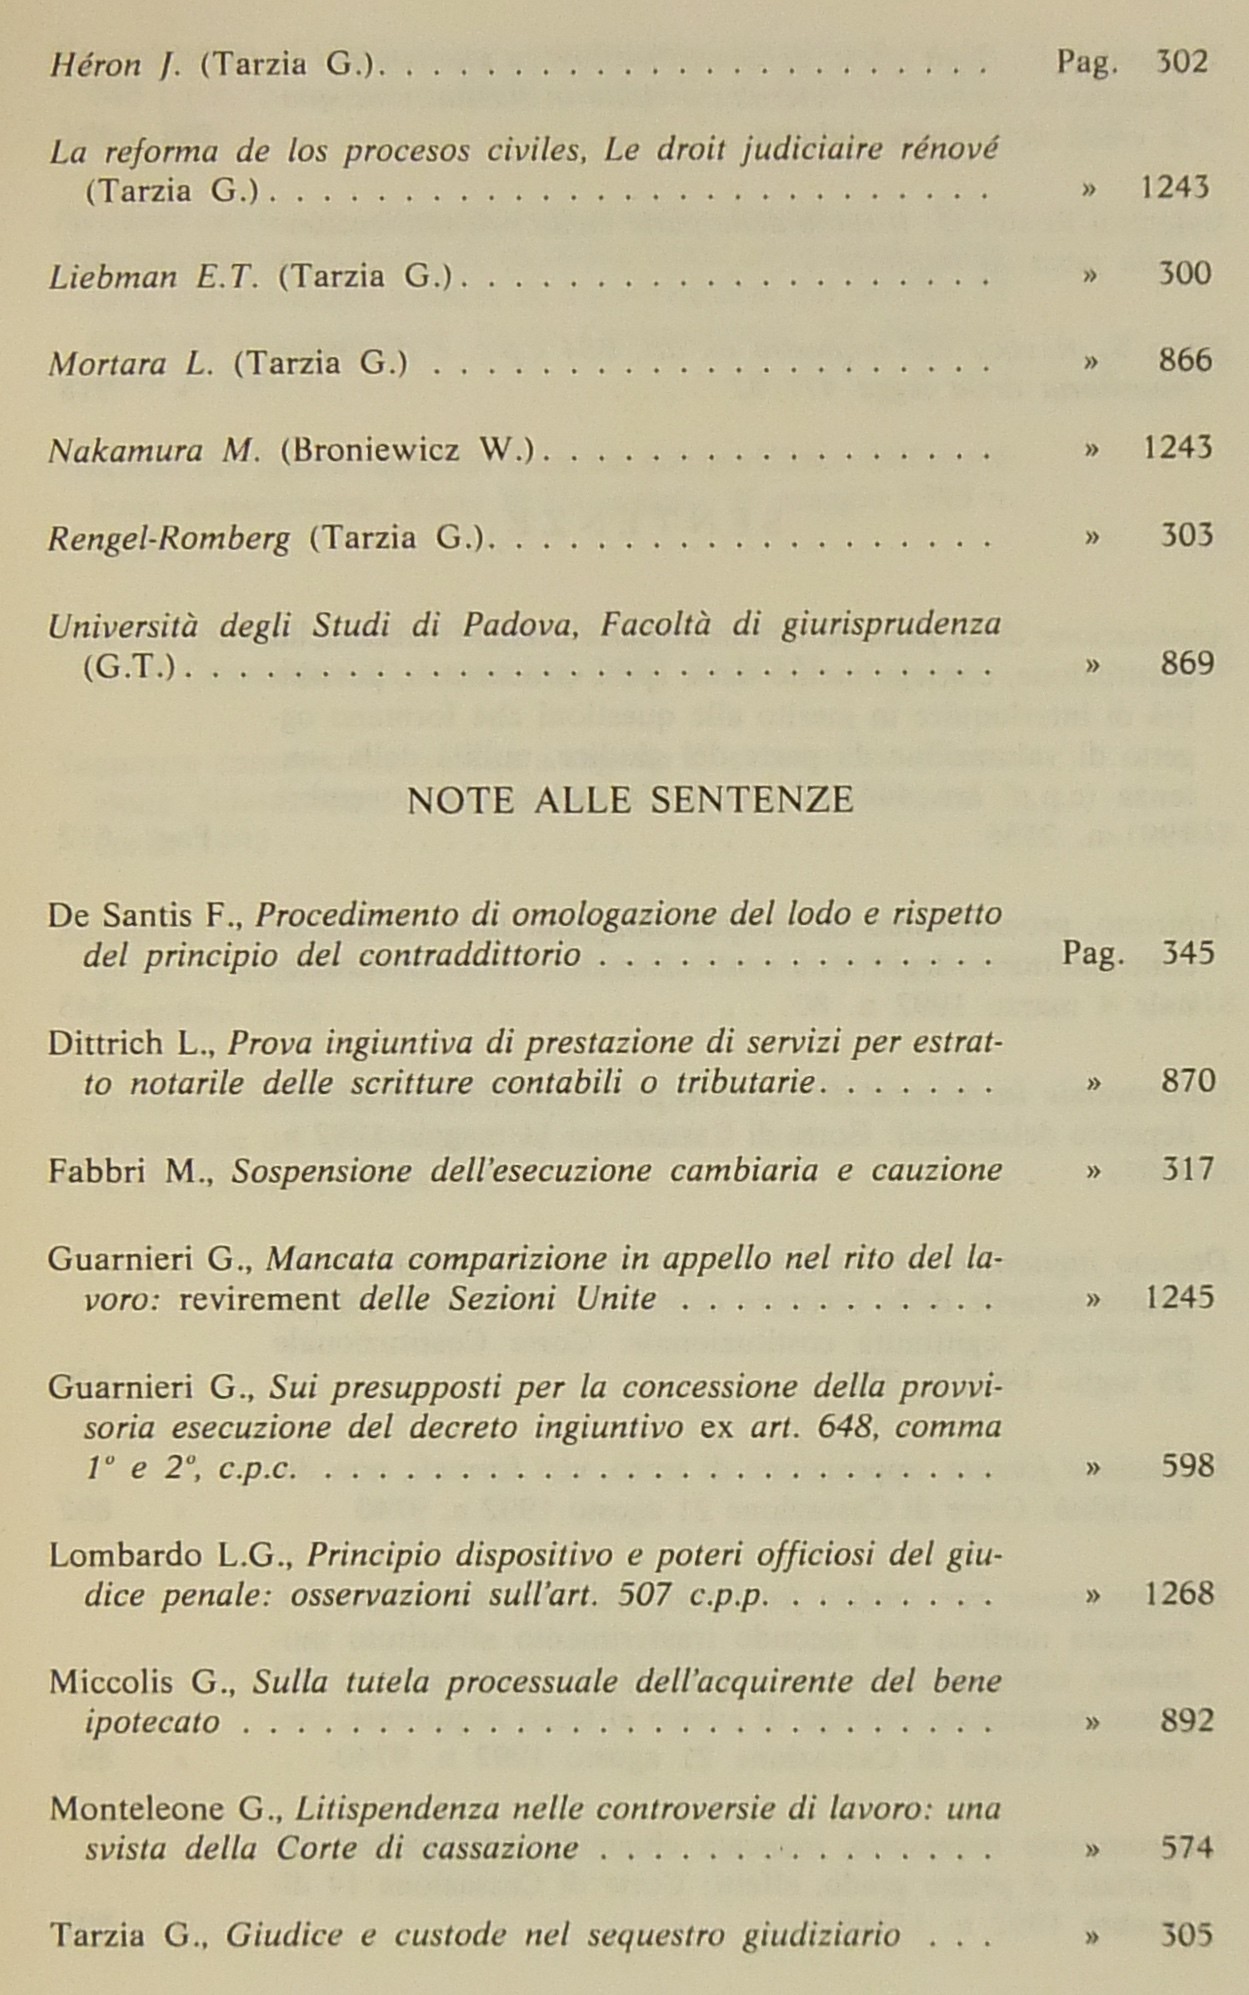 Héron J. (Tarzia G.). . . . . . . . . . . . . . . . . . . . . . . Pag. 302
La reforma de los procesos civiles, Le droit judiciaire rénové
(Tarzia G.) . . . . . . . . . . . . . . . . . . . . . . . . . . . » 1243
Liebman E.T. (Tarzia G.). . . . . . . . . . . . . . . . . . . . » 300
Mortara L. (Tarzia G.) . . . . . . . . . . . . . . . . . . . . . » 866
Nakamura M. (Broniewicz W.). . . . . . . . . . . . . . . . . » 1243
Rengel-Romberg (Tarzia G.). . . . . . . . . . . . . . . . . . . » 303
Università degli Studi di Padova, Facoltà di giurisprudenza
(G.T.) . . . . . . . . . . . . . . . . . . . . . . . . . . . . . . » 869
NOTE ALLE SENTENZE
De Santis F., Procedimento di omologazione del lodo e rispetto
del principio del contraddittorio . . . . . . . . . . . . . . . Pag. 345
Dittrich L., Prova ingiuntiva di prestazione di servizi per estrat-
to notarile delle scritture contabili o tributarie. . . . . . . » 870
Fabbri M., Sospensione dell'esecuzione cambiaria e cauzione » 317
Guarnieri G., Mancata comparizione in appello nel rito del la-
voro: revirement delle Sezioni Unite . . . . . . . . . . . . » 1245
Guarnieri G., Sui presupposti per la concessione della provvi-
soria esecuzione del decreto ingiuntivo ex art. 648, comma
1º e 2º, c.p.c. . . . . . . . . . . . . . . . . . . . . . . . . . . » 598
Lombardo L.G., Principio dispositivo e poteri officiosi del giu-
dice penale: osservazioni sull'art. 507 c.p.p. . . . . . . . . » 1268
Miccolis G., Sulla tutela processuale dell'acquirente del bene
ipotecato . . . . . . . . . . . . . . . . . . . . . . . . . . . . » 892
Monteleone G., Litispendenza nelle controversie di lavoro: una
svista della Corte di cassazione . . . . . . . . . . . . . . . » 574
Tarzia G., Giudice e custode nel sequestro giudiziario . . . » 305